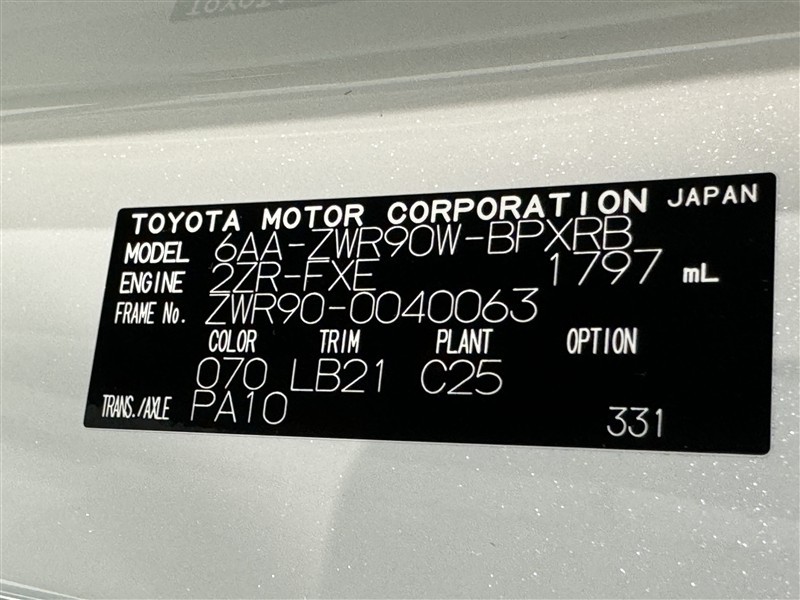 TOYOTA MOTOR CORPORATION JAPAN
MODEL 6AA-ZWR90W-BPXRB
ENGINE 2ZR-FXE 1797 mL
FRAME No. ZWR90-0040063
COLOR TRIM PLANT OPTION
070 LB21 C25
TRANS./AXLE PA10 331